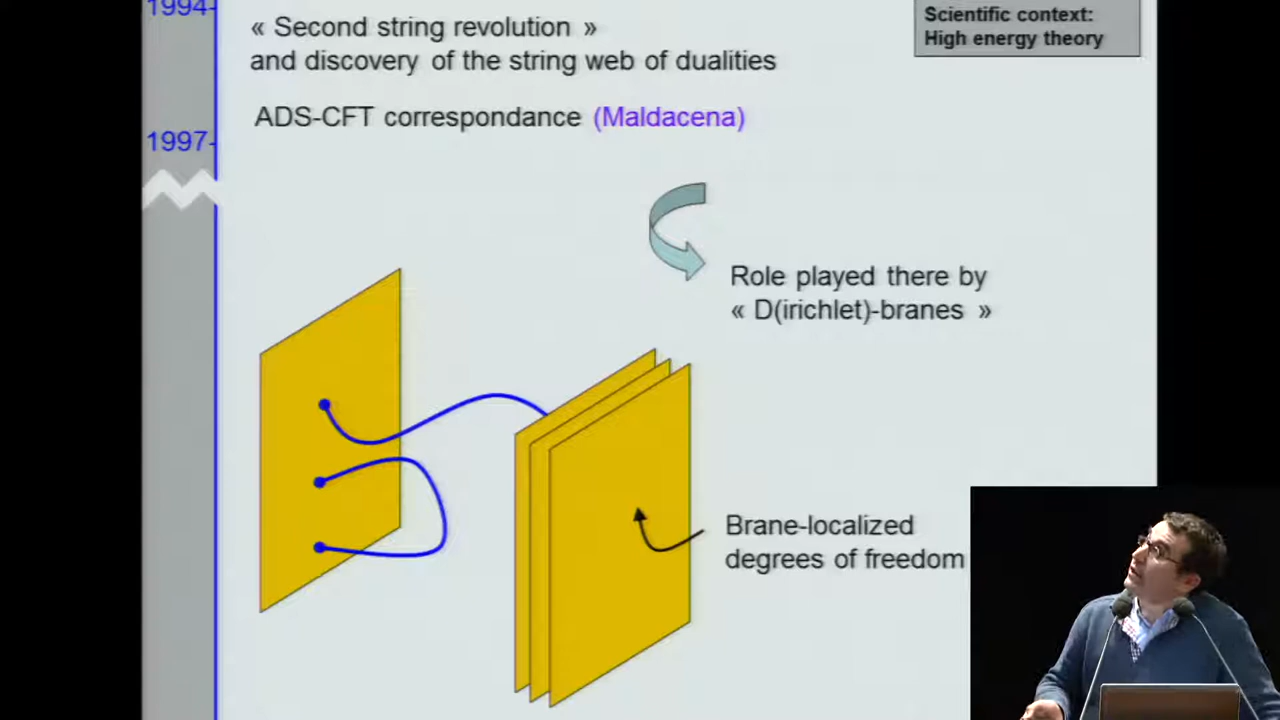 1994-
« Second string revolution »
and discovery of the string web of dualities
Scientific context:
High energy theory
ADS-CFT correspondance (Maldacena)
1997-
Role played there by
« D(irichlet)-branes »
Brane-localized
degrees of freedom